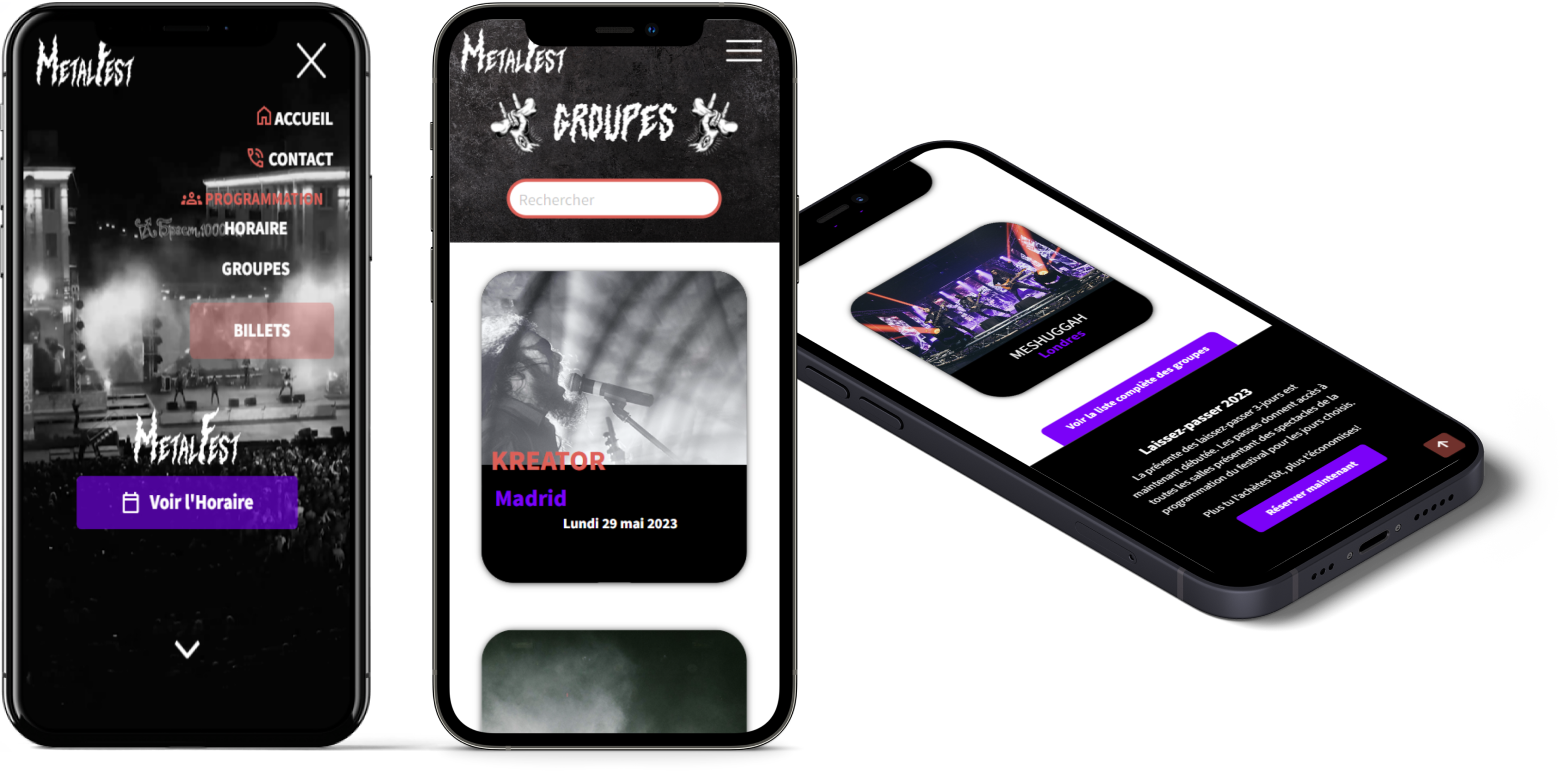 METALFEST
ACCUEIL
CONTACT
PROGRAMMATION
HORAIRE
GROUPES
BILLETS
METALFEST
Voir l'Horaire
METALFEST
GROUPES
Rechercher
KREATOR
Madrid
Lundi 29 mai 2023
MESHUGGAH
Londres
Voir la liste complète des groupes
Laissez-passer 2023
La prévente des laissez-passer 3-jours est
maintenant débutée. Les passes donnent accès à
toutes les salles présentant des spectacles de la
programmation du festival pour les jours choisis.
Plus tu l'achètes tôt, plus t'économises!
Réserver maintenant